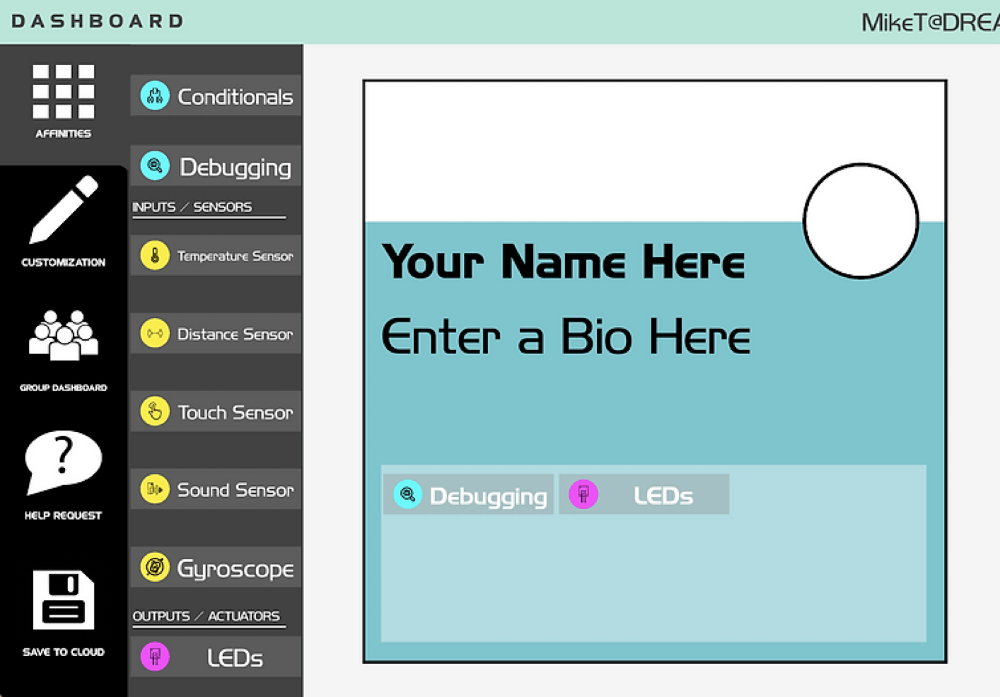 DASHBOARD
MikeT@DREA
AFFINITIES
CUSTOMIZATION
GROUP DASHBOARD
?
HELP REQUEST
SAVE TO CLOUD
Conditionals
Debugging
INPUTS / SENSORS
Temperature Sensor
Distance Sensor
Touch Sensor
Sound Sensor
Gyroscope
OUTPUTS / ACTUATORS
LEDs
Your Name Here
Enter a Bio Here
Debugging LEDs